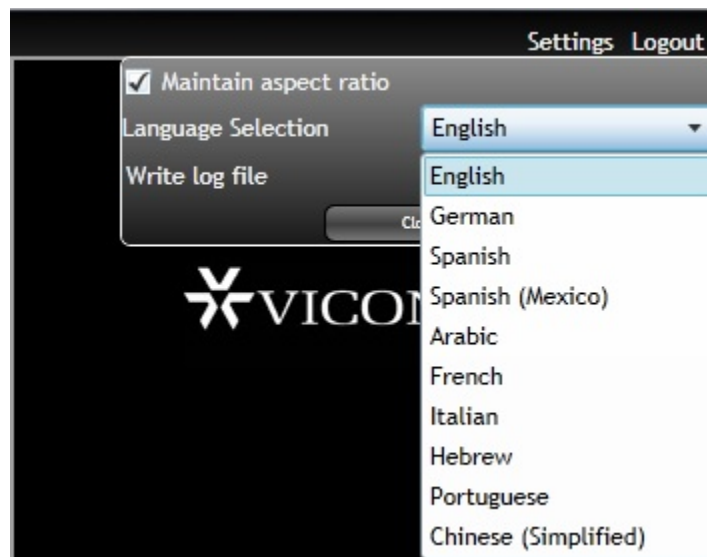 Settings Logout
Maintain aspect ratio
Language Selection English
Write log file
English
German
Spanish
Spanish (Mexico)
Arabic
French
Italian
Hebrew
Portuguese
Chinese (Simplified)